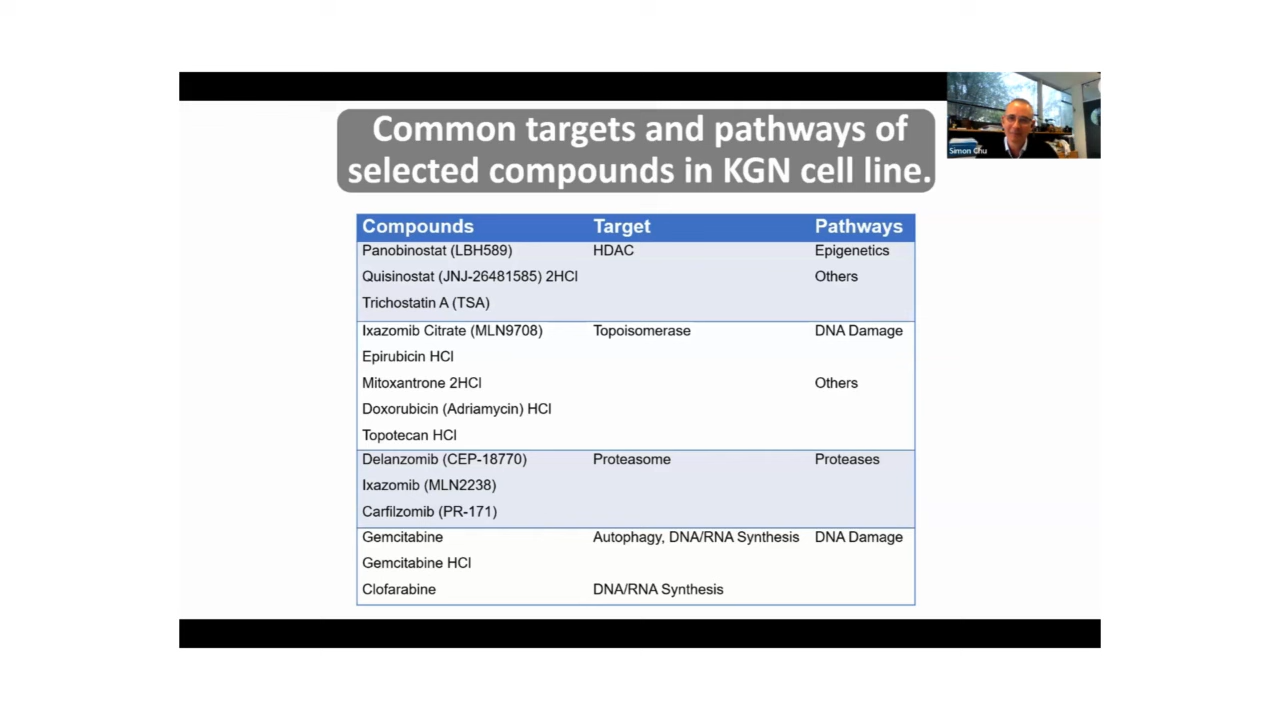 Common targets and pathways of
selected compounds in KGN cell line.
Simon Chu
Compounds Target Pathways
Panobinostat (LBH589) HDAC Epigenetics
Quisinostat (JNJ-26481585) 2HCl Others
Trichostatin A (TSA)
Ixazomib Citrate (MLN9708) Topoisomerase DNA Damage
Epirubicin HCl
Mitoxantrone 2HCl Others
Doxorubicin (Adriamycin) HCl
Topotecan HCl
Delanzomib (CEP-18770) Proteasome Proteases
Ixazomib (MLN2238)
Carfilzomib (PR-171)
Gemcitabine Autophagy, DNA/RNA Synthesis DNA Damage
Gemcitabine HCl
Clofarabine DNA/RNA Synthesis